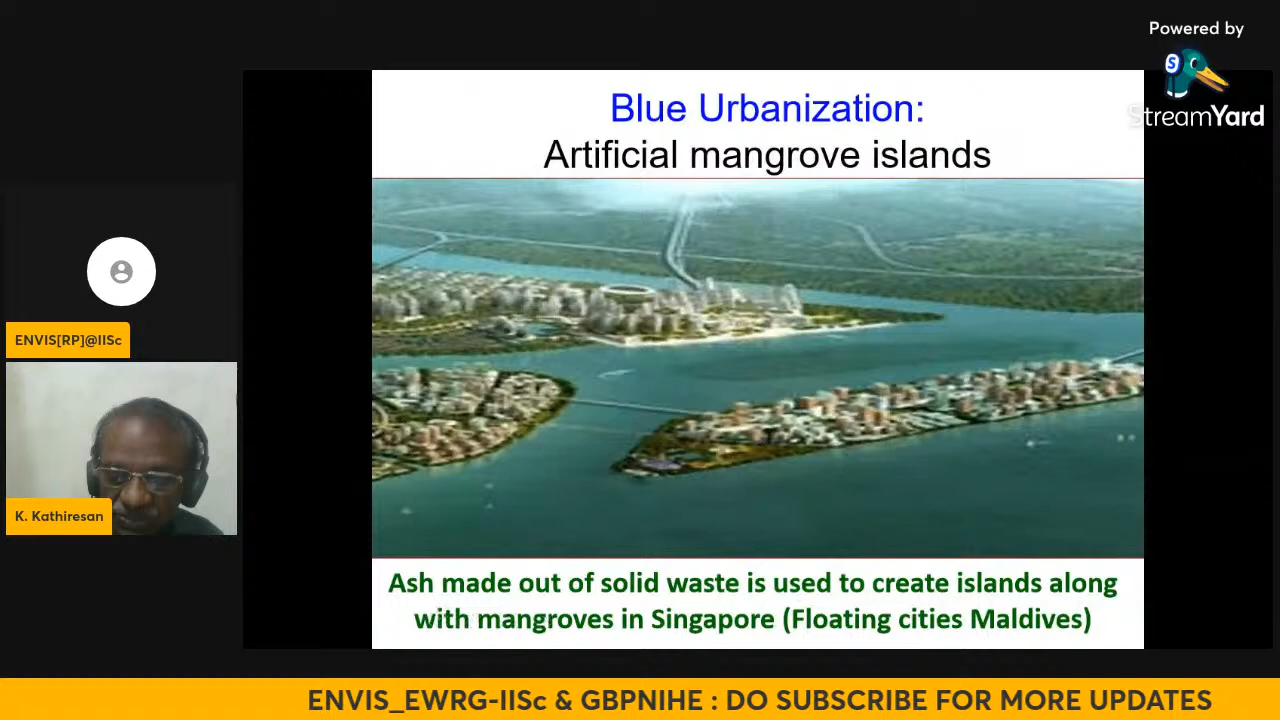 Powered by
S
StreamYard
Blue Urbanization:
Artificial mangrove islands
ENVIS[RP]@IISc
K. Kathiresan
Ash made out of solid waste is used to create islands along
with mangroves in Singapore (Floating cities Maldives)
ENVIS_EWRG-IISc & GBPNIHE : DO SUBSCRIBE FOR MORE UPDATES